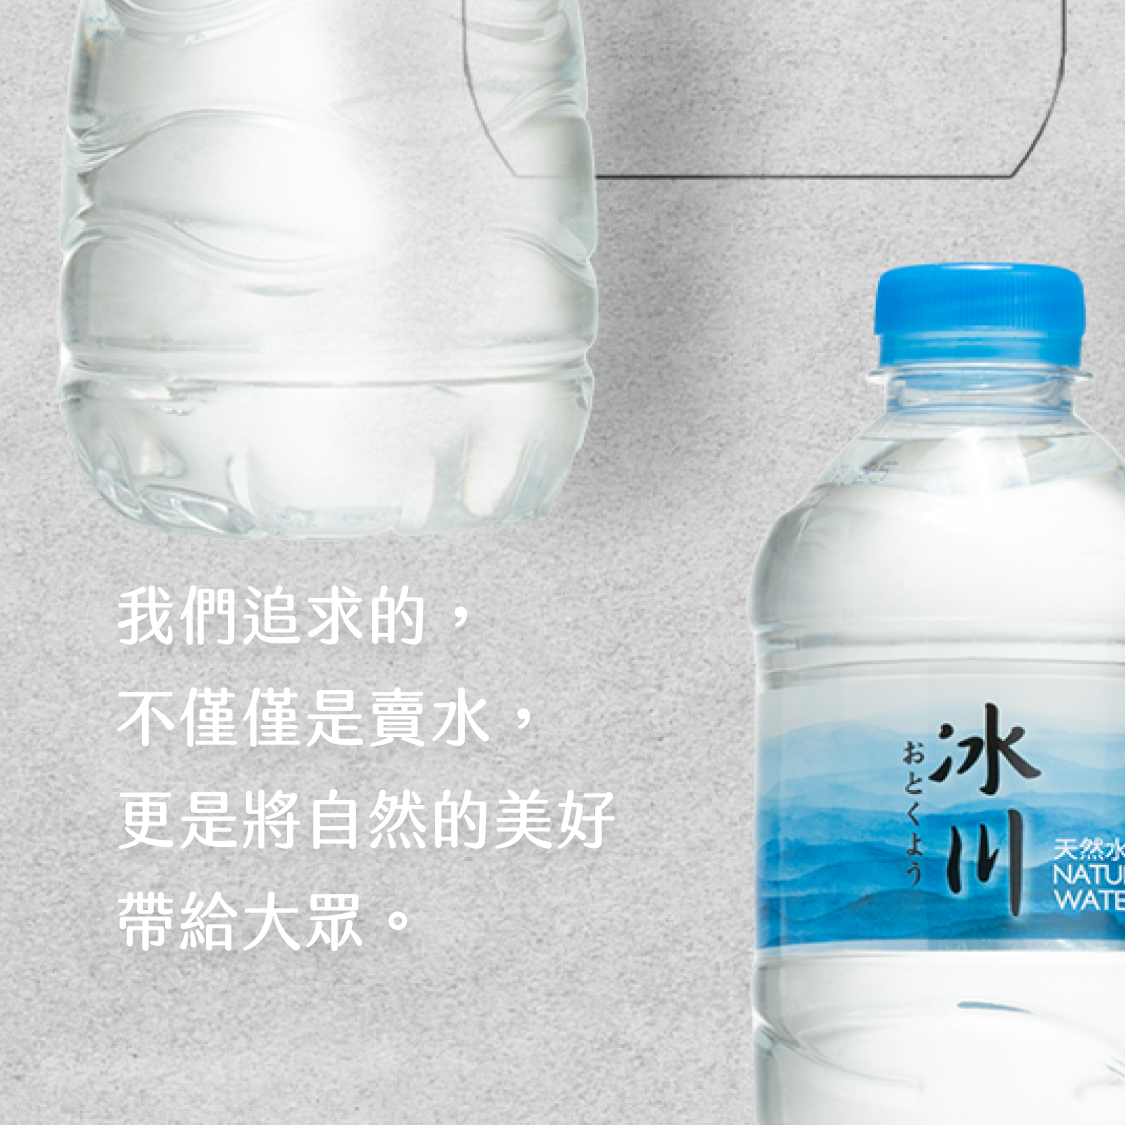 我們追求的，
不僅僅是賣水，
更是將自然的美好
帶給大眾。
冰川
おとくよう
天然水
NATU
WATE